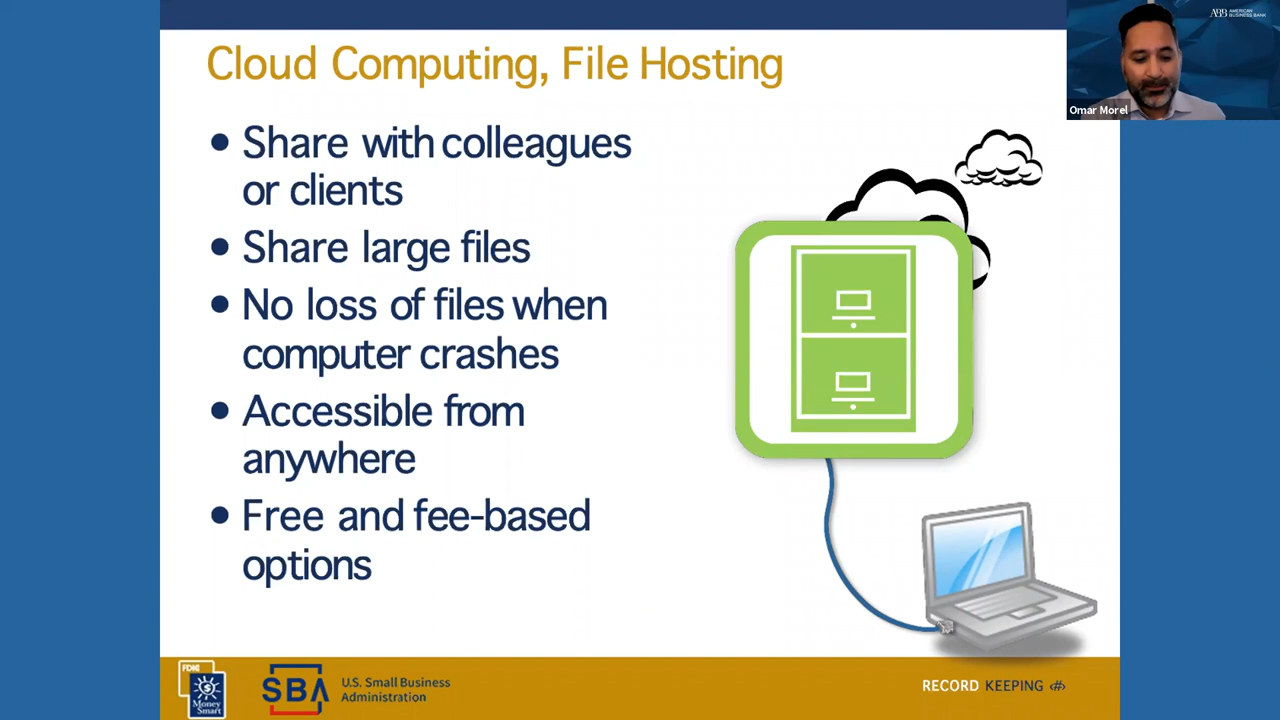 Cloud Computing, File Hosting
• Share with colleagues
or clients
• Share large files
• No loss of files when
computer crashes
• Accessible from
anywhere
• Free and fee-based
options
ABB AMERICAN
BUSINESS BANK
Omar Morel
FDIC
Money
Smart
SBA
U.S. Small Business
Administration
RECORD KEEPING ‹#›